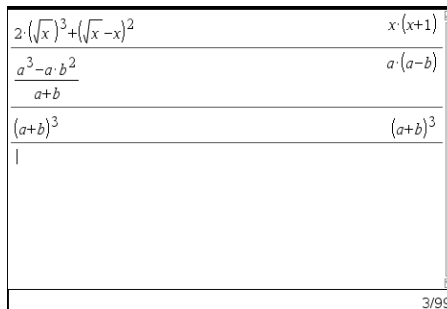 2·(√x)³+(√x-x)² x·(x+1)
(a³-a·b²)/(a+b) a·(a-b)
(a+b)³ (a+b)³
3/99